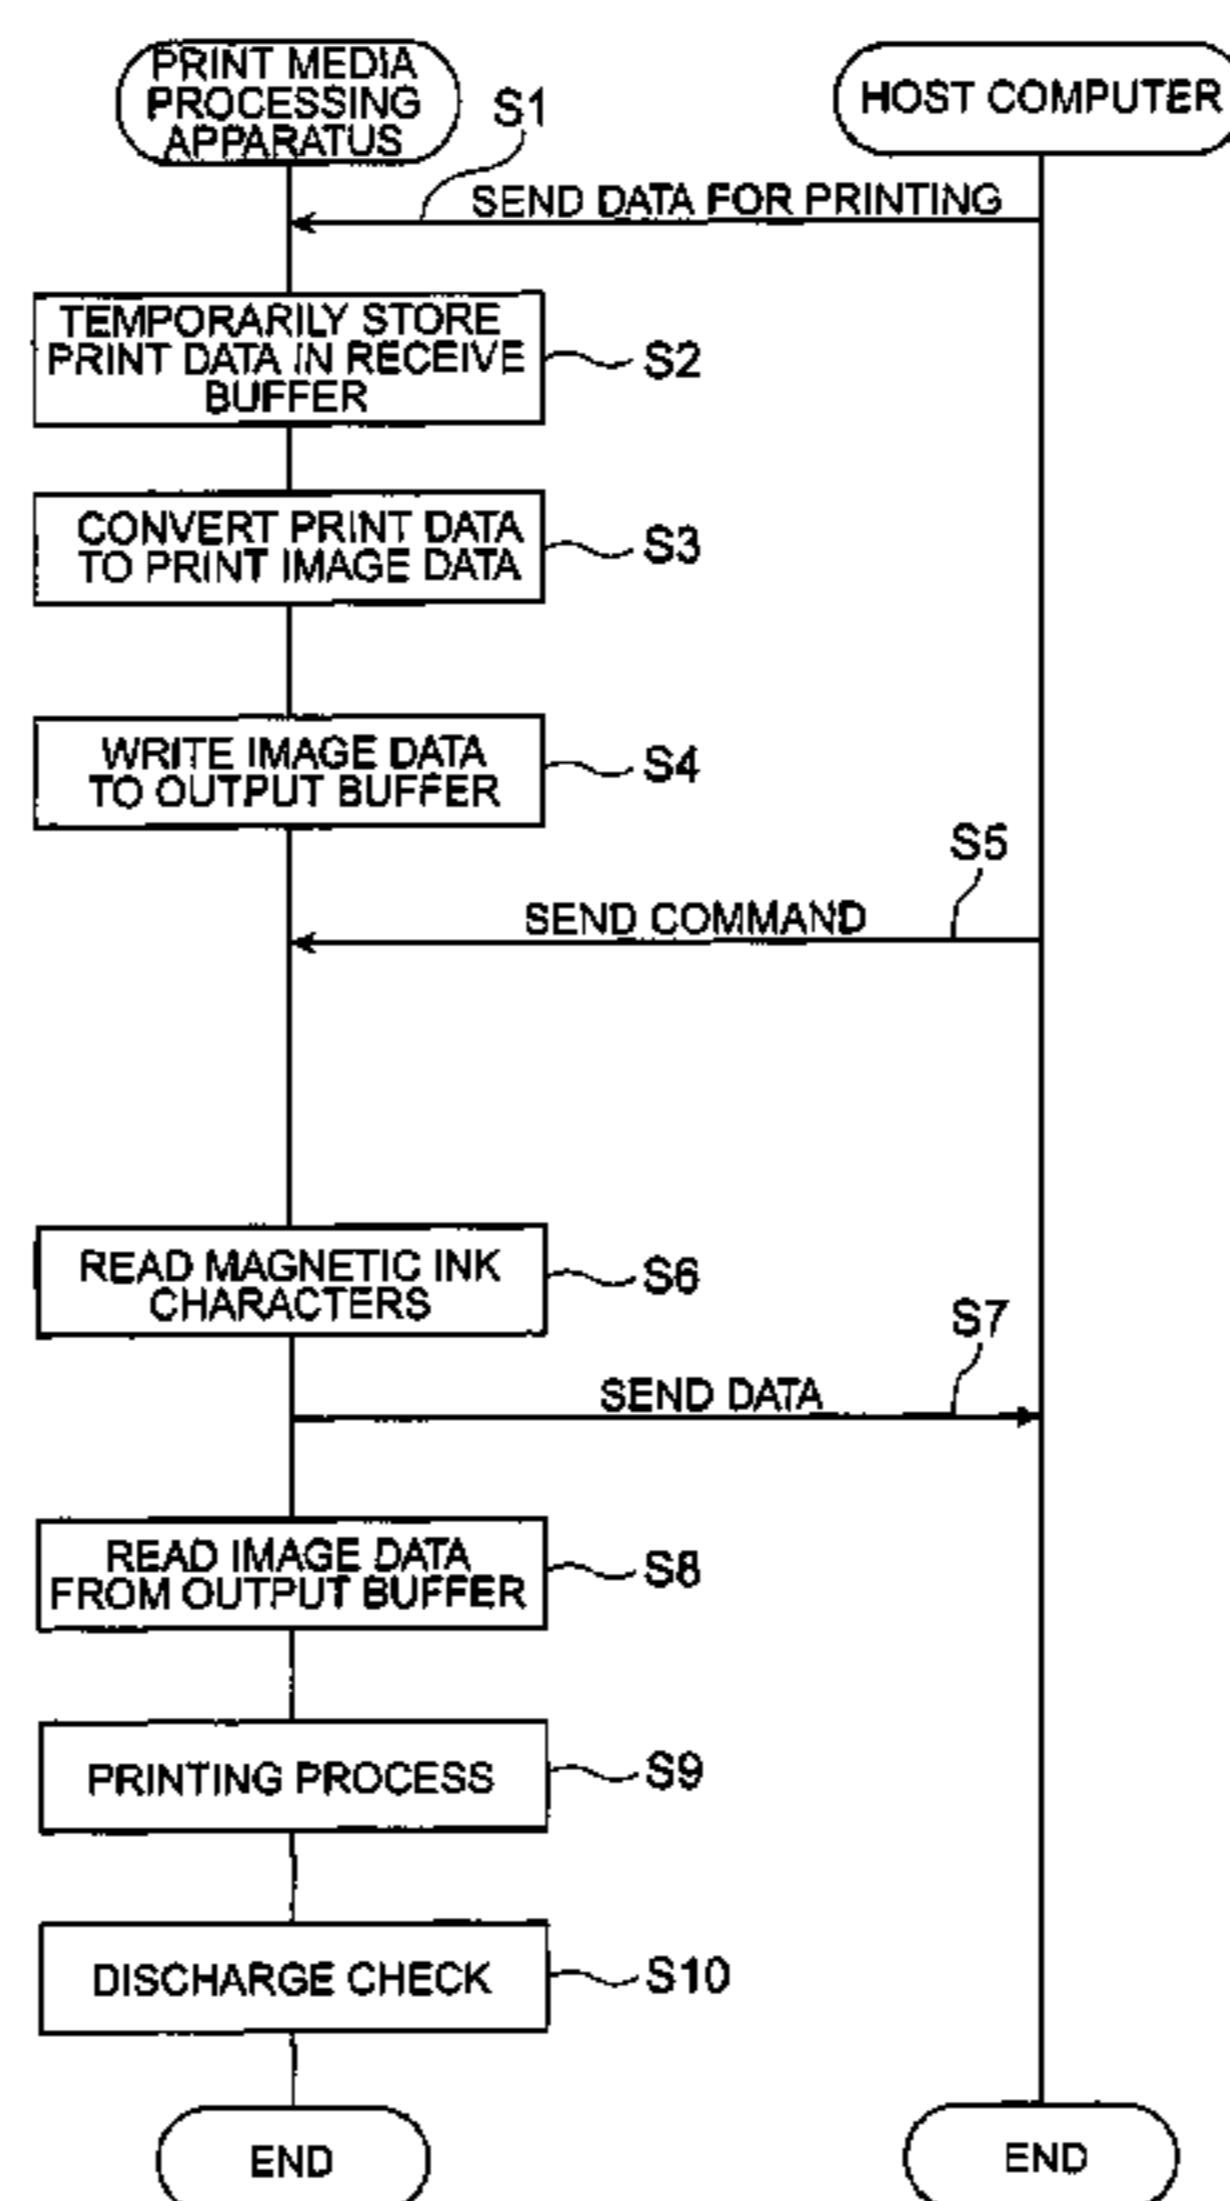 PRINT MEDIA
PROCESSING
APPARATUS
HOST COMPUTER
S1
SEND DATA FOR PRINTING
TEMPORARILY STORE
PRINT DATA IN RECEIVE
BUFFER
S2
CONVERT PRINT DATA
TO PRINT IMAGE DATA
S3
WRITE IMAGE DATA
TO OUTPUT BUFFER
S4
S5
SEND COMMAND
READ MAGNETIC INK
CHARACTERS
S6
S7
SEND DATA
READ IMAGE DATA
FROM OUTPUT BUFFER
S8
PRINTING PROCESS
S9
DISCHARGE CHECK
S10
END
END